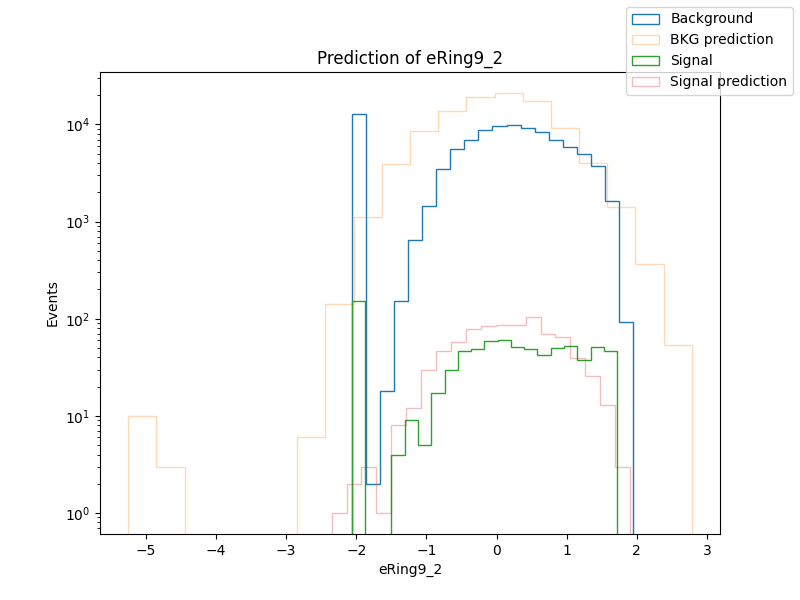 Prediction of eRing9_2
Background
BKG prediction
Signal
Signal prediction
Events
10⁴
10³
10²
10¹
10⁰
−5 −4 −3 −2 −1 0 1 2 3
eRing9_2